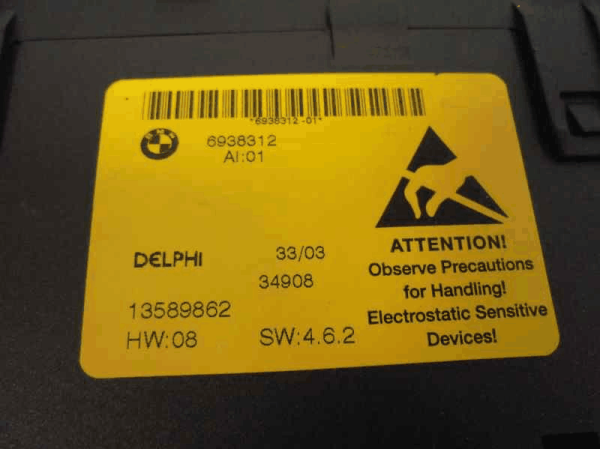 *6938312-01*
BMW
6938312
AI:01
DELPHI
33/03
34908
13589862
HW:08
SW:4.6.2
ATTENTION!
Observe Precautions
for Handling!
Electrostatic Sensitive
Devices!